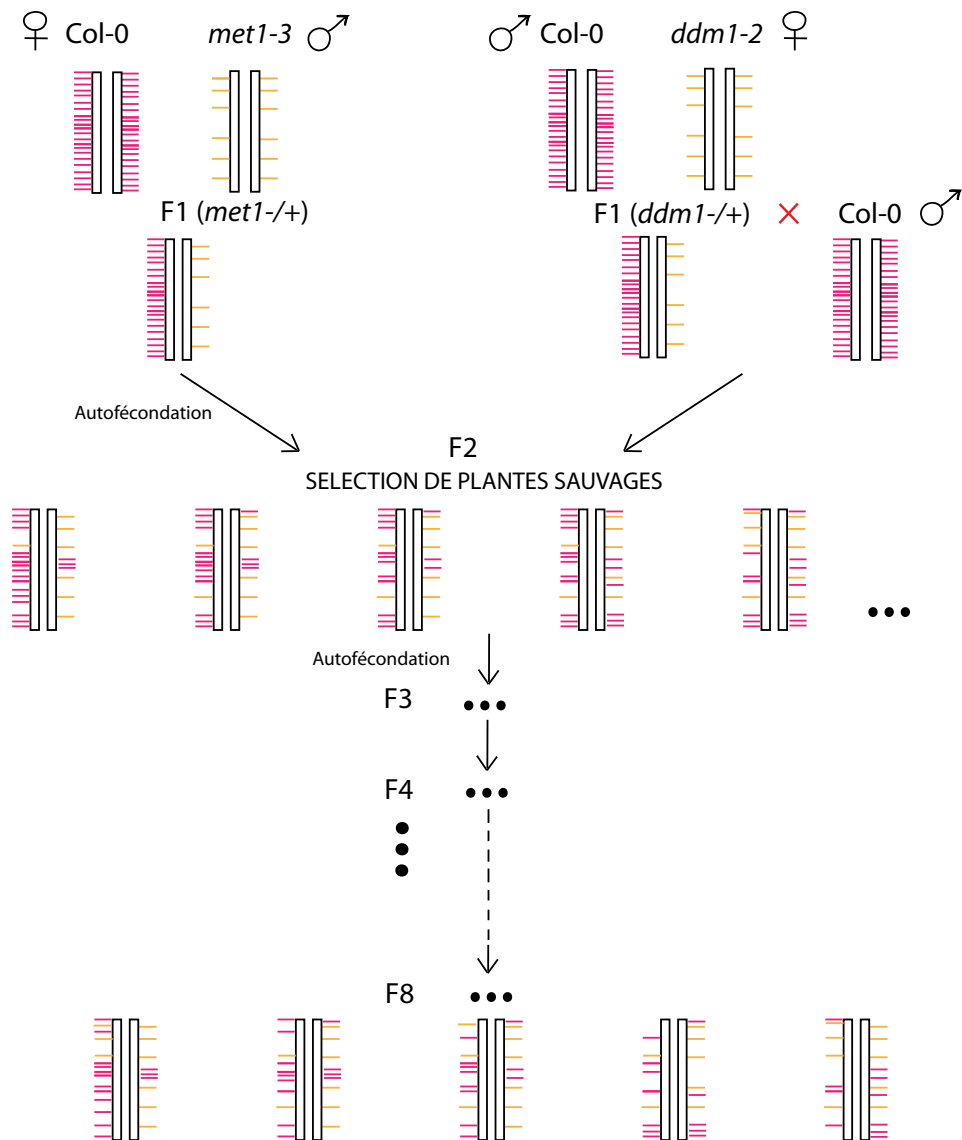 ♀ Col-0 met1-3 ♂ ♂ Col-0 ddm1-2 ♀
F1 (met1-/+) F1 (ddm1-/+) × Col-0 ♂
Autofécondation
F2
SELECTION DE PLANTES SAUVAGES
Autofécondation
F3
F4
F8